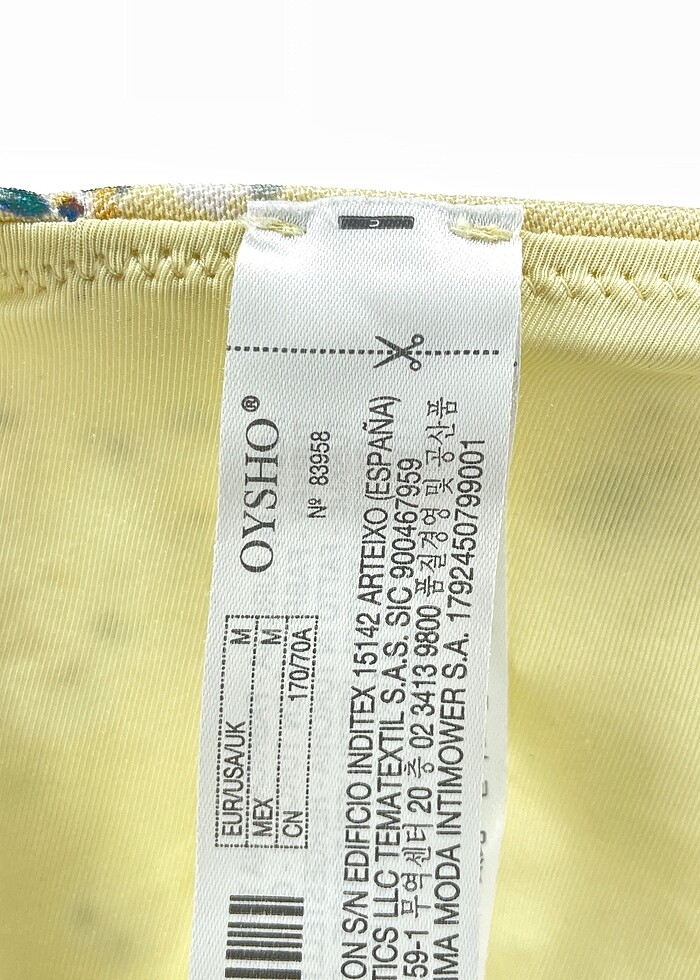 OYSHO®
Nº 83958
EUR/USA/UK M
MEX M
CN 170/70A
ON S/N EDIFICIO INDITEX 15142 ARTEIXO (ESPAÑA)
TICS LLC TEMATEXTIL S.A.S. SIC 900467959
59-1 무역센터 20 층 02 3413 9800 품질경영 및 공산품
IMA MODA INTIMOWER S.A. 1792450799001